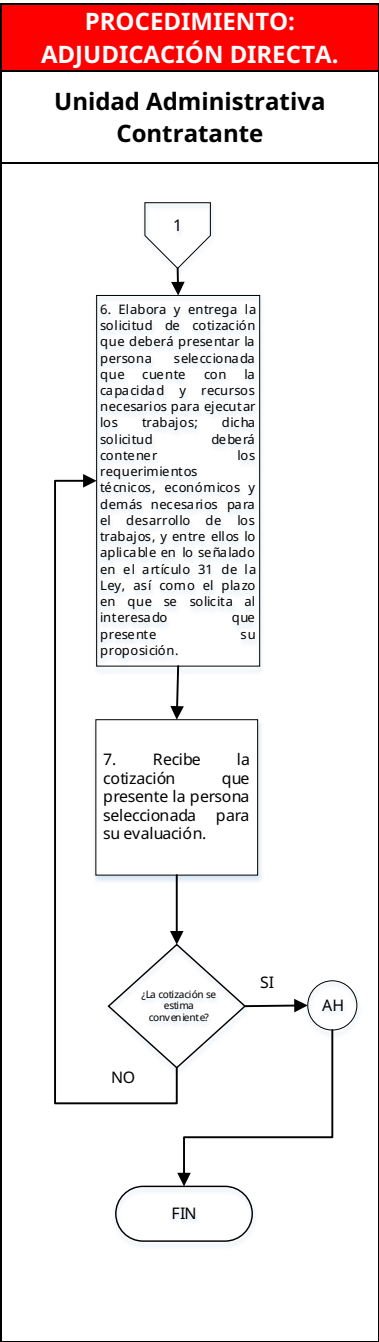 PROCEDIMIENTO:
ADJUDICACIÓN DIRECTA.
Unidad Administrativa
Contratante
1
6. Elabora y entrega la
solicitud de cotización
que deberá presentar la
persona seleccionada
que cuente con la
capacidad y recursos
necesarios para ejecutar
los trabajos; dicha
solicitud deberá
contener los
requerimientos
técnicos, económicos y
demás necesarios para
el desarrollo de los
trabajos, y entre ellos lo
aplicable en lo señalado
en el artículo 31 de la
Ley, así como el plazo
en que se solicita al
interesado que
presente su
proposición.
7. Recibe la
cotización que
presente la persona
seleccionada para
su evaluación.
¿La cotización se
estima
conveniente?
SI
AH
NO
FIN